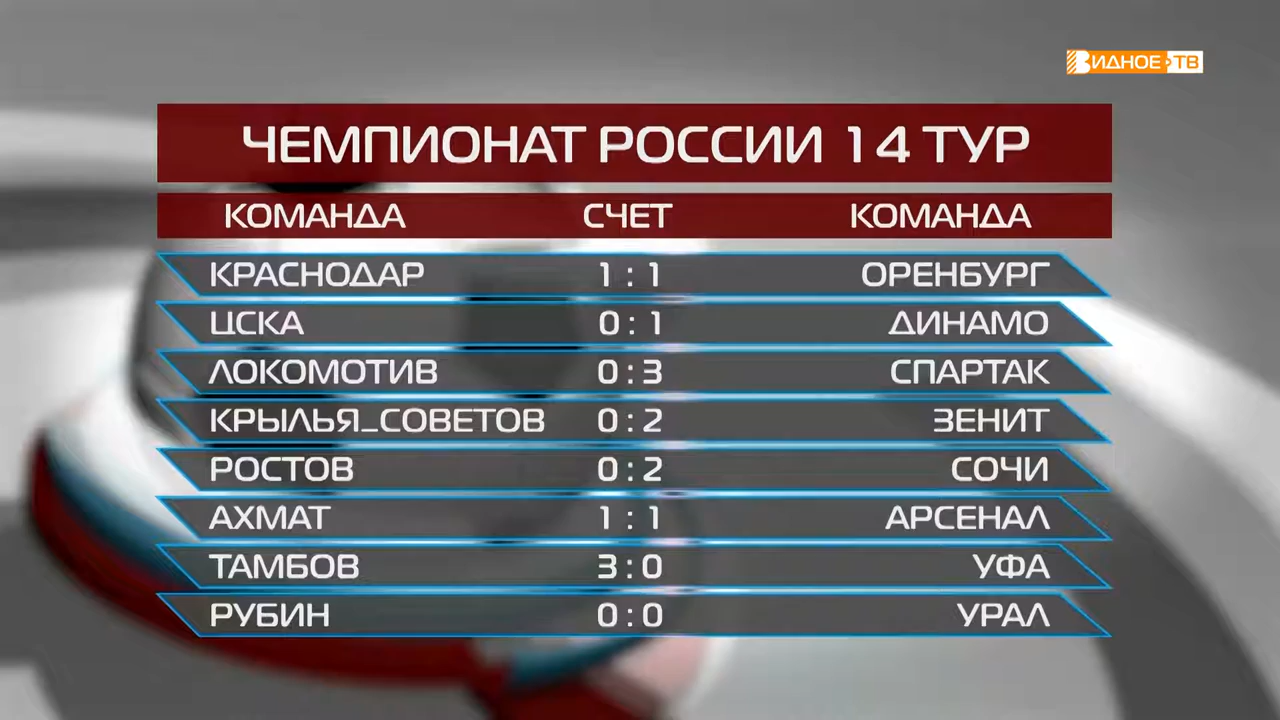 ВИДНОЕ-ТВ
ЧЕМПИОНАТ РОССИИ 14 ТУР
КОМАНДА СЧЕТ КОМАНДА
КРАСНОДАР 1 : 1 ОРЕНБУРГ
ЦСКА 0 : 1 ДИНАМО
ЛОКОМОТИВ 0 : 3 СПАРТАК
КРЫЛЬЯ_СОВЕТОВ 0 : 2 ЗЕНИТ
РОСТОВ 0 : 2 СОЧИ
АХМАТ 1 : 1 АРСЕНАЛ
ТАМБОВ 3 : 0 УФА
РУБИН 0 : 0 УРАЛ